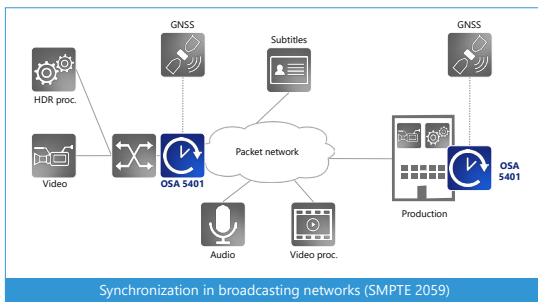 GNSS
Subtitles
GNSS
HDR proc.
Packet network
Video
OSA 5401
OSA
5401
Production
Audio
Video proc.
Synchronization in broadcasting networks (SMPTE 2059)